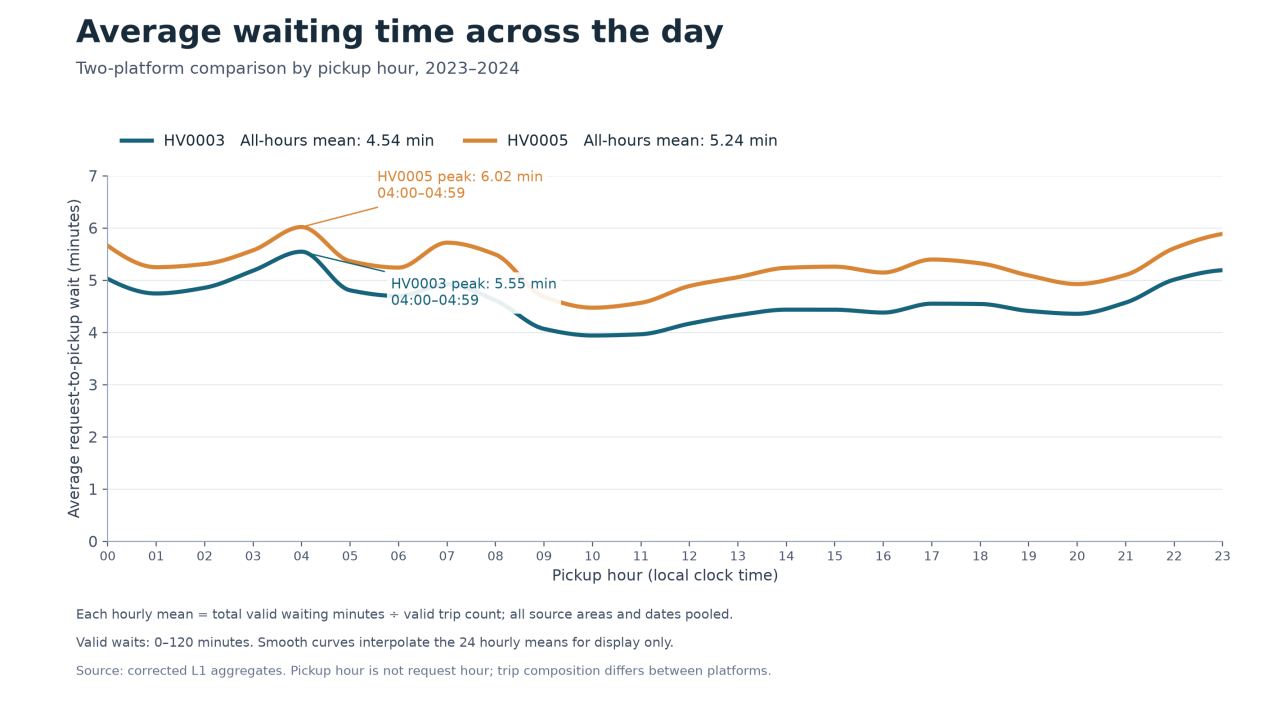 Average waiting time across the day
Two-platform comparison by pickup hour, 2023–2024
HV0003   All-hours mean: 4.54 min
HV0005   All-hours mean: 5.24 min
HV0005 peak: 6.02 min
04:00–04:59
HV0003 peak: 5.55 min
04:00–04:59
Average request-to-pickup wait (minutes)
7
6
5
4
3
2
1
0
00 01 02 03 04 05 06 07 08 09 10 11 12 13 14 15 16 17 18 19 20 21 22 23
Pickup hour (local clock time)
Each hourly mean = total valid waiting minutes ÷ valid trip count; all source areas and dates pooled.
Valid waits: 0–120 minutes. Smooth curves interpolate the 24 hourly means for display only.
Source: corrected L1 aggregates. Pickup hour is not request hour; trip composition differs between platforms.